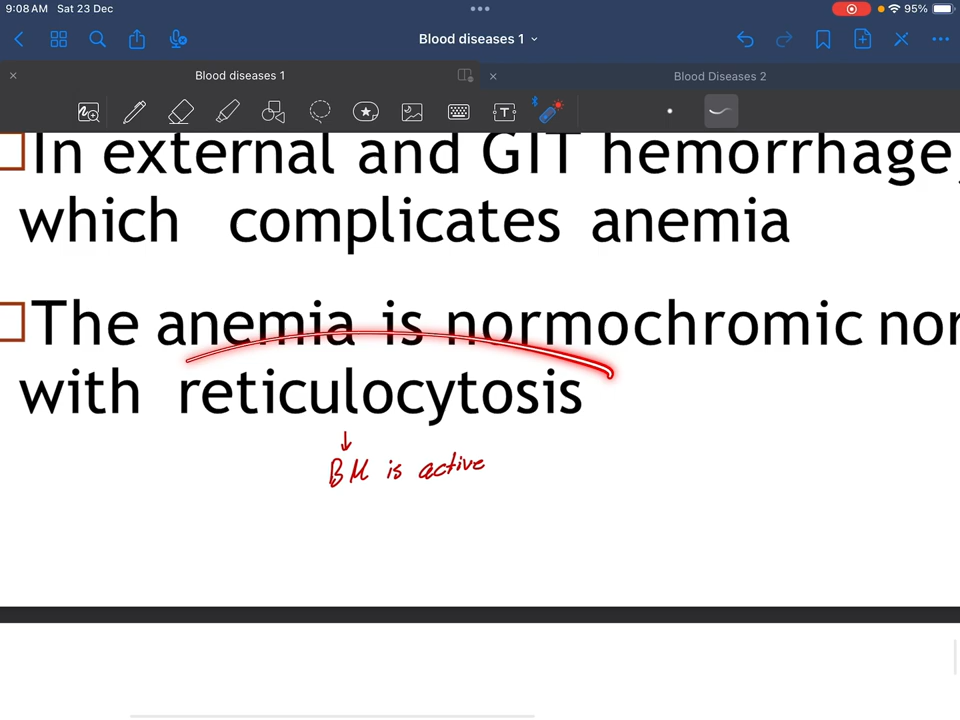 9:08 AM Sat 23 Dec
95%
Blood diseases 1
Blood diseases 1
Blood Diseases 2
In external and GIT hemorrhage,
which complicates anemia
The anemia is normochromic nor
with reticulocytosis
↓
BM is active